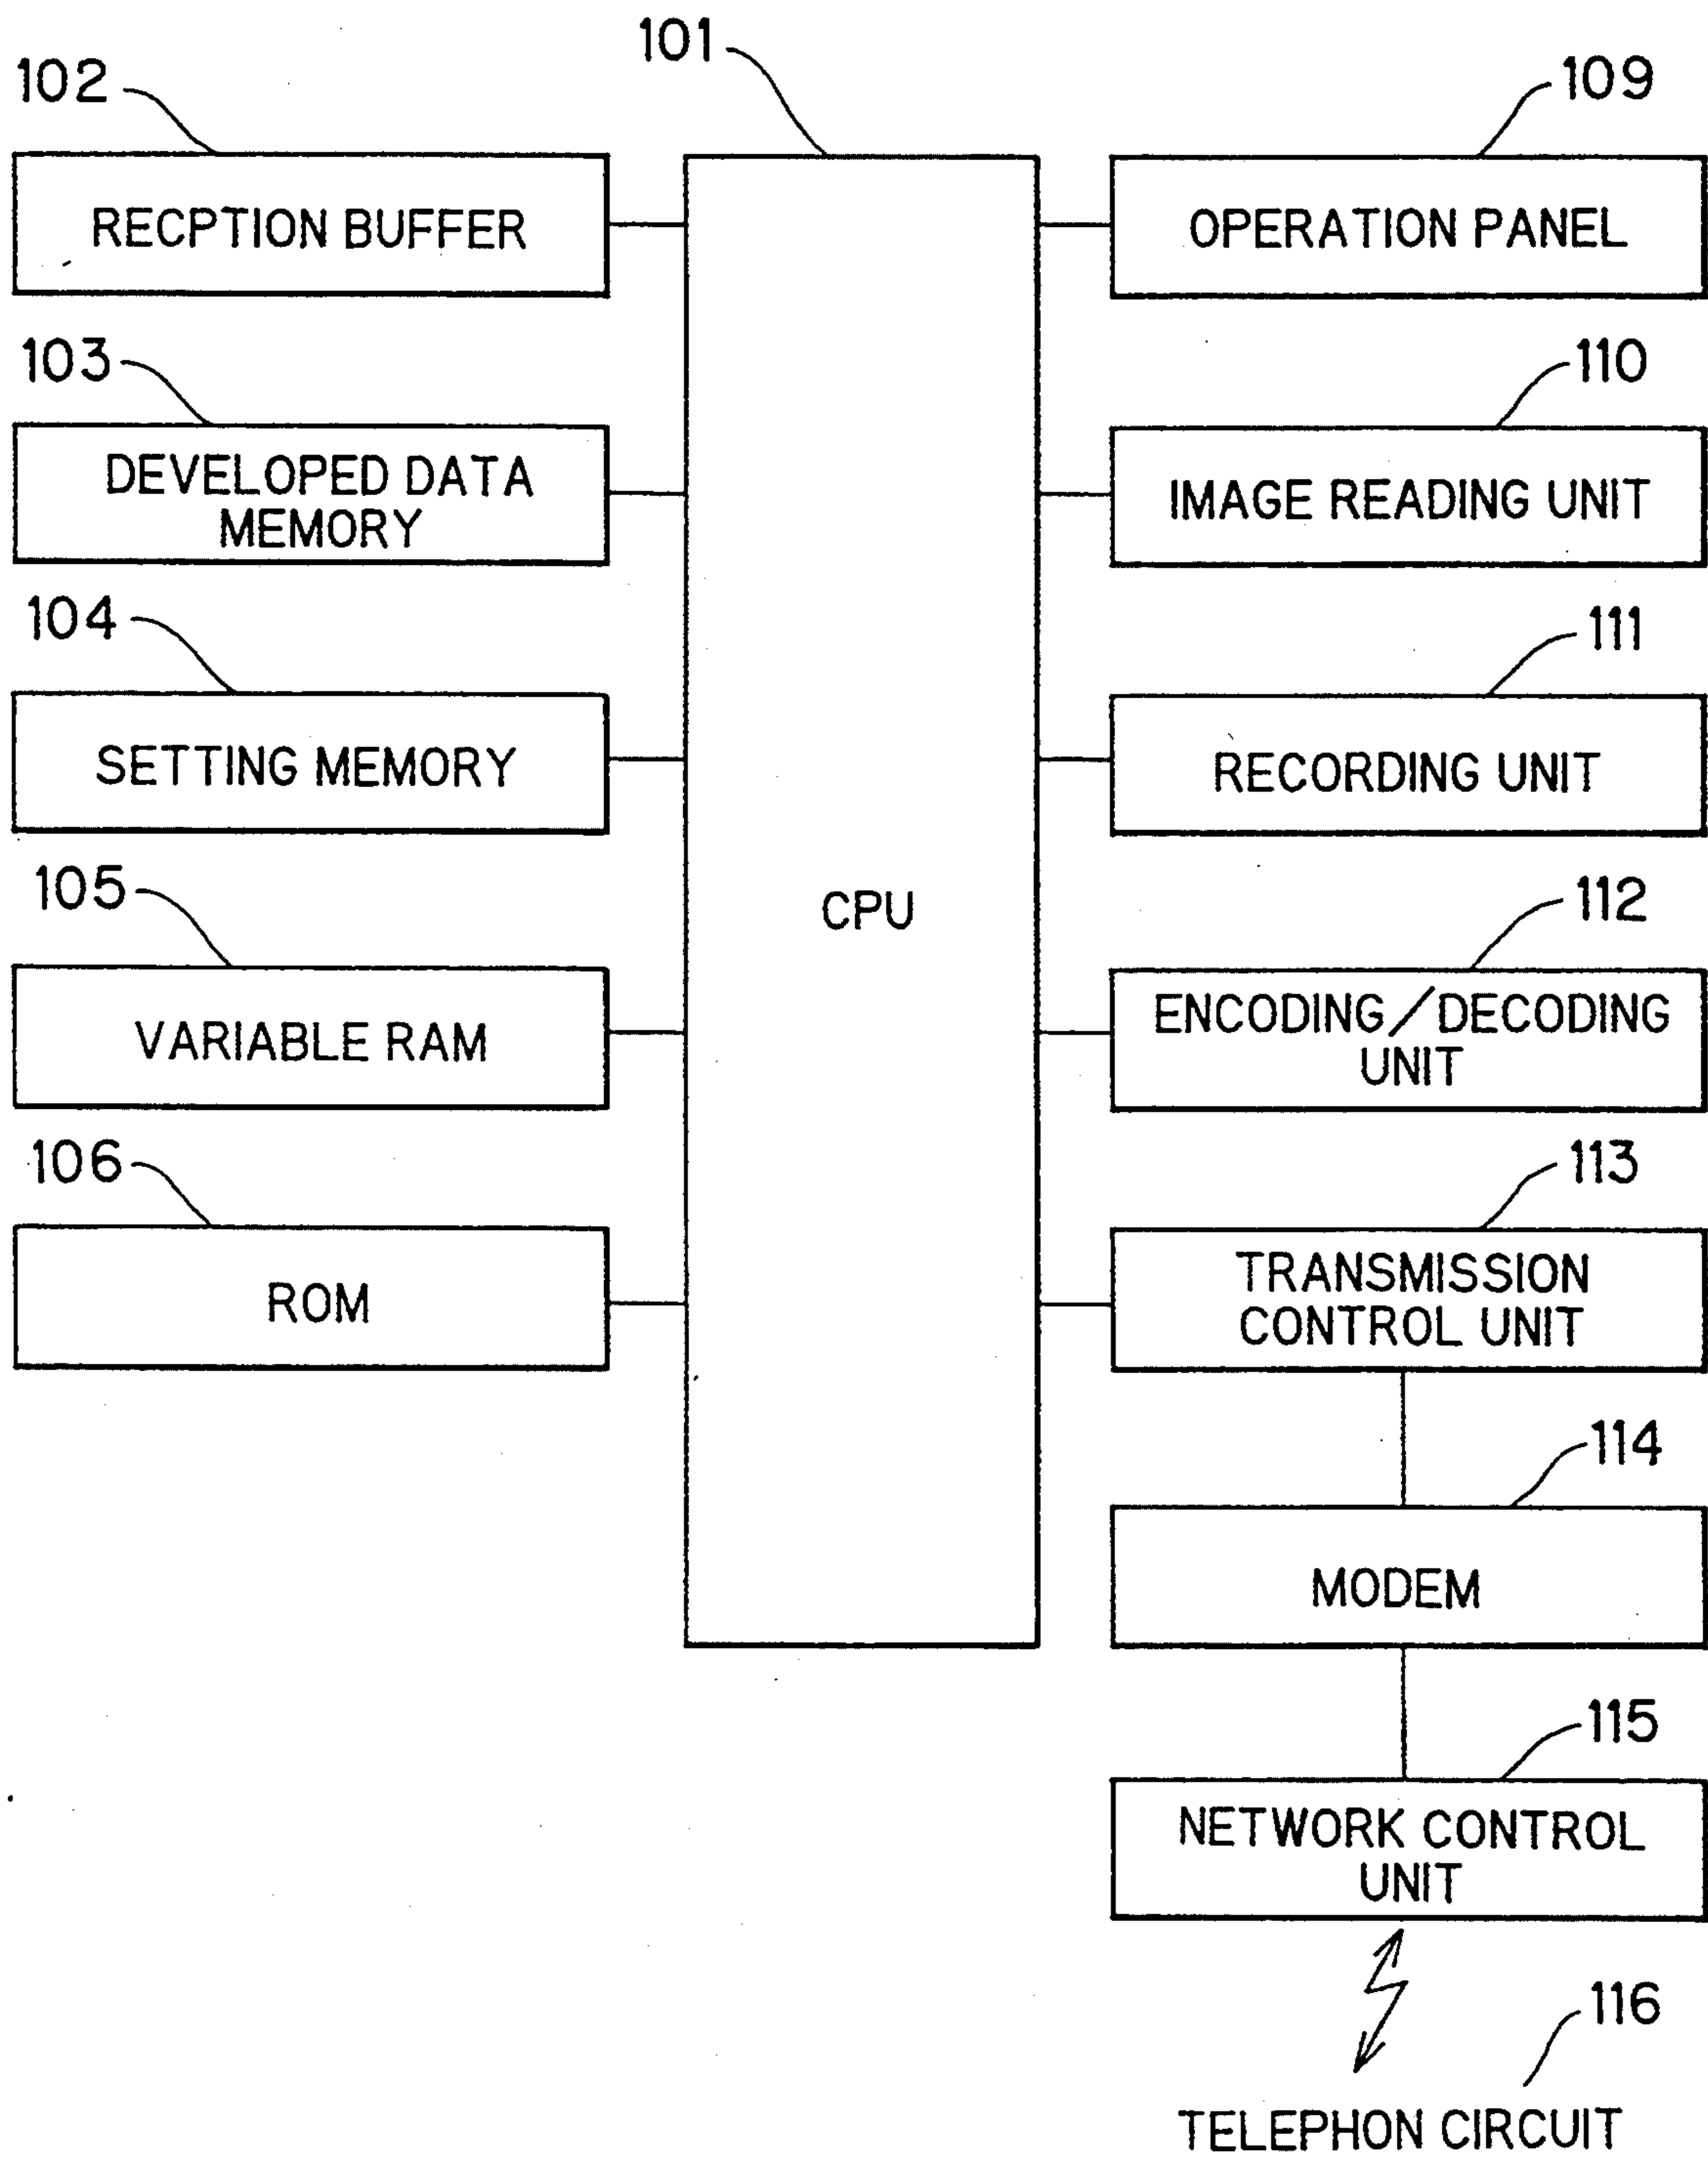 101
102
109
RECPTION BUFFER
OPERATION PANEL
103
110
DEVELOPED DATA
MEMORY
IMAGE READING UNIT
104
111
SETTING MEMORY
RECORDING UNIT
105
CPU
112
VARIABLE RAM
ENCODING/DECODING
UNIT
106
113
ROM
TRANSMISSION
CONTROL UNIT
114
MODEM
115
NETWORK CONTROL
UNIT
116
TELEPHON CIRCUIT